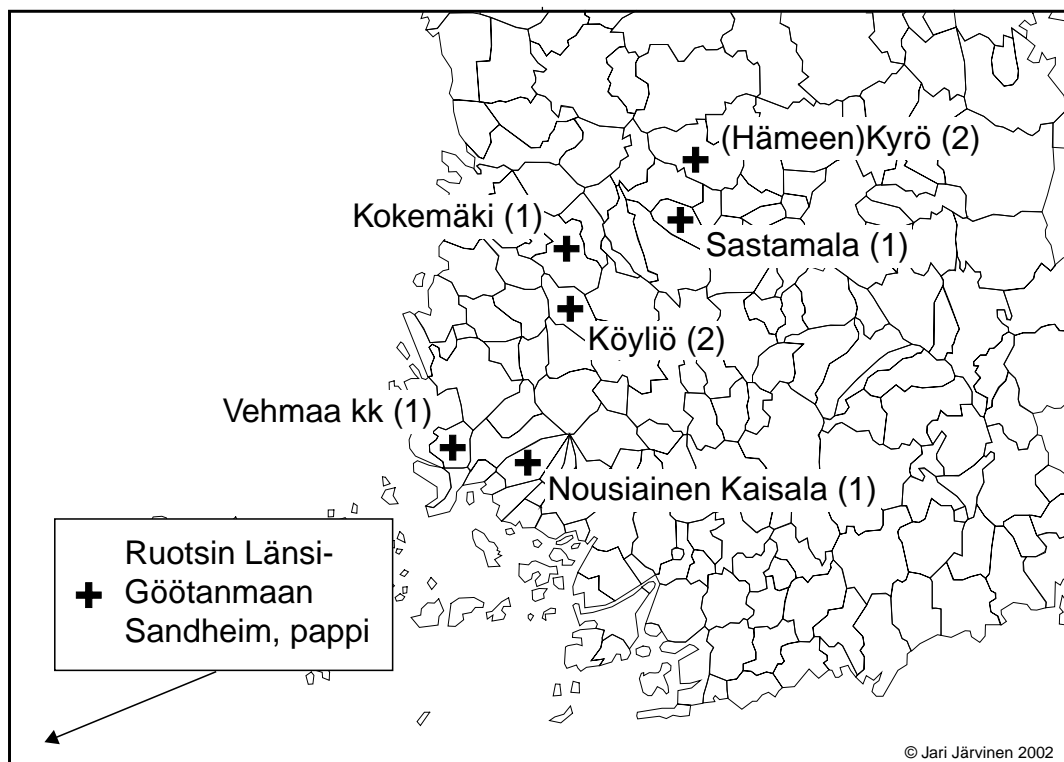 (Hämeen)Kyrö (2)
Kokemäki (1)
Sastamala (1)
Köyliö (2)
Vehmaa kk (1)
Nousiainen Kaisala (1)
Ruotsin Länsi-
Göötanmaan
Sandheim, pappi
© Jari Järvinen 2002